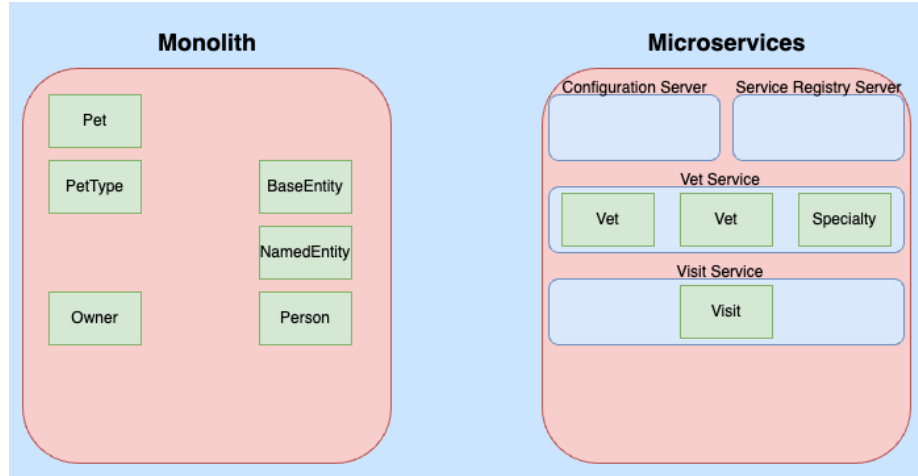 Monolith
Pet
PetType
BaseEntity
NamedEntity
Owner
Person
Microservices
Configuration Server
Service Registry Server
Vet Service
Vet
Vet
Specialty
Visit Service
Visit